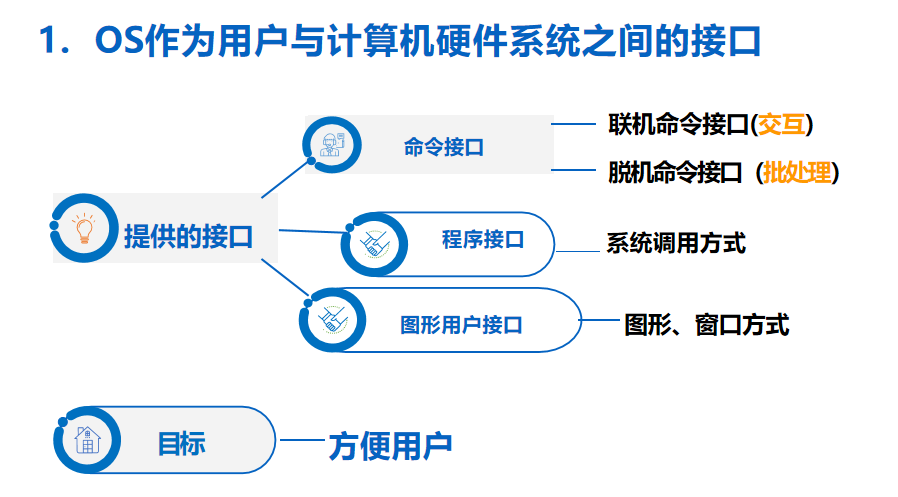 1. OS作为用户与计算机硬件系统之间的接口
命令接口
联机命令接口(交互)
脱机命令接口 (批处理)
提供的接口
程序接口
系统调用方式
图形用户接口
图形、窗口方式
目标
方便用户